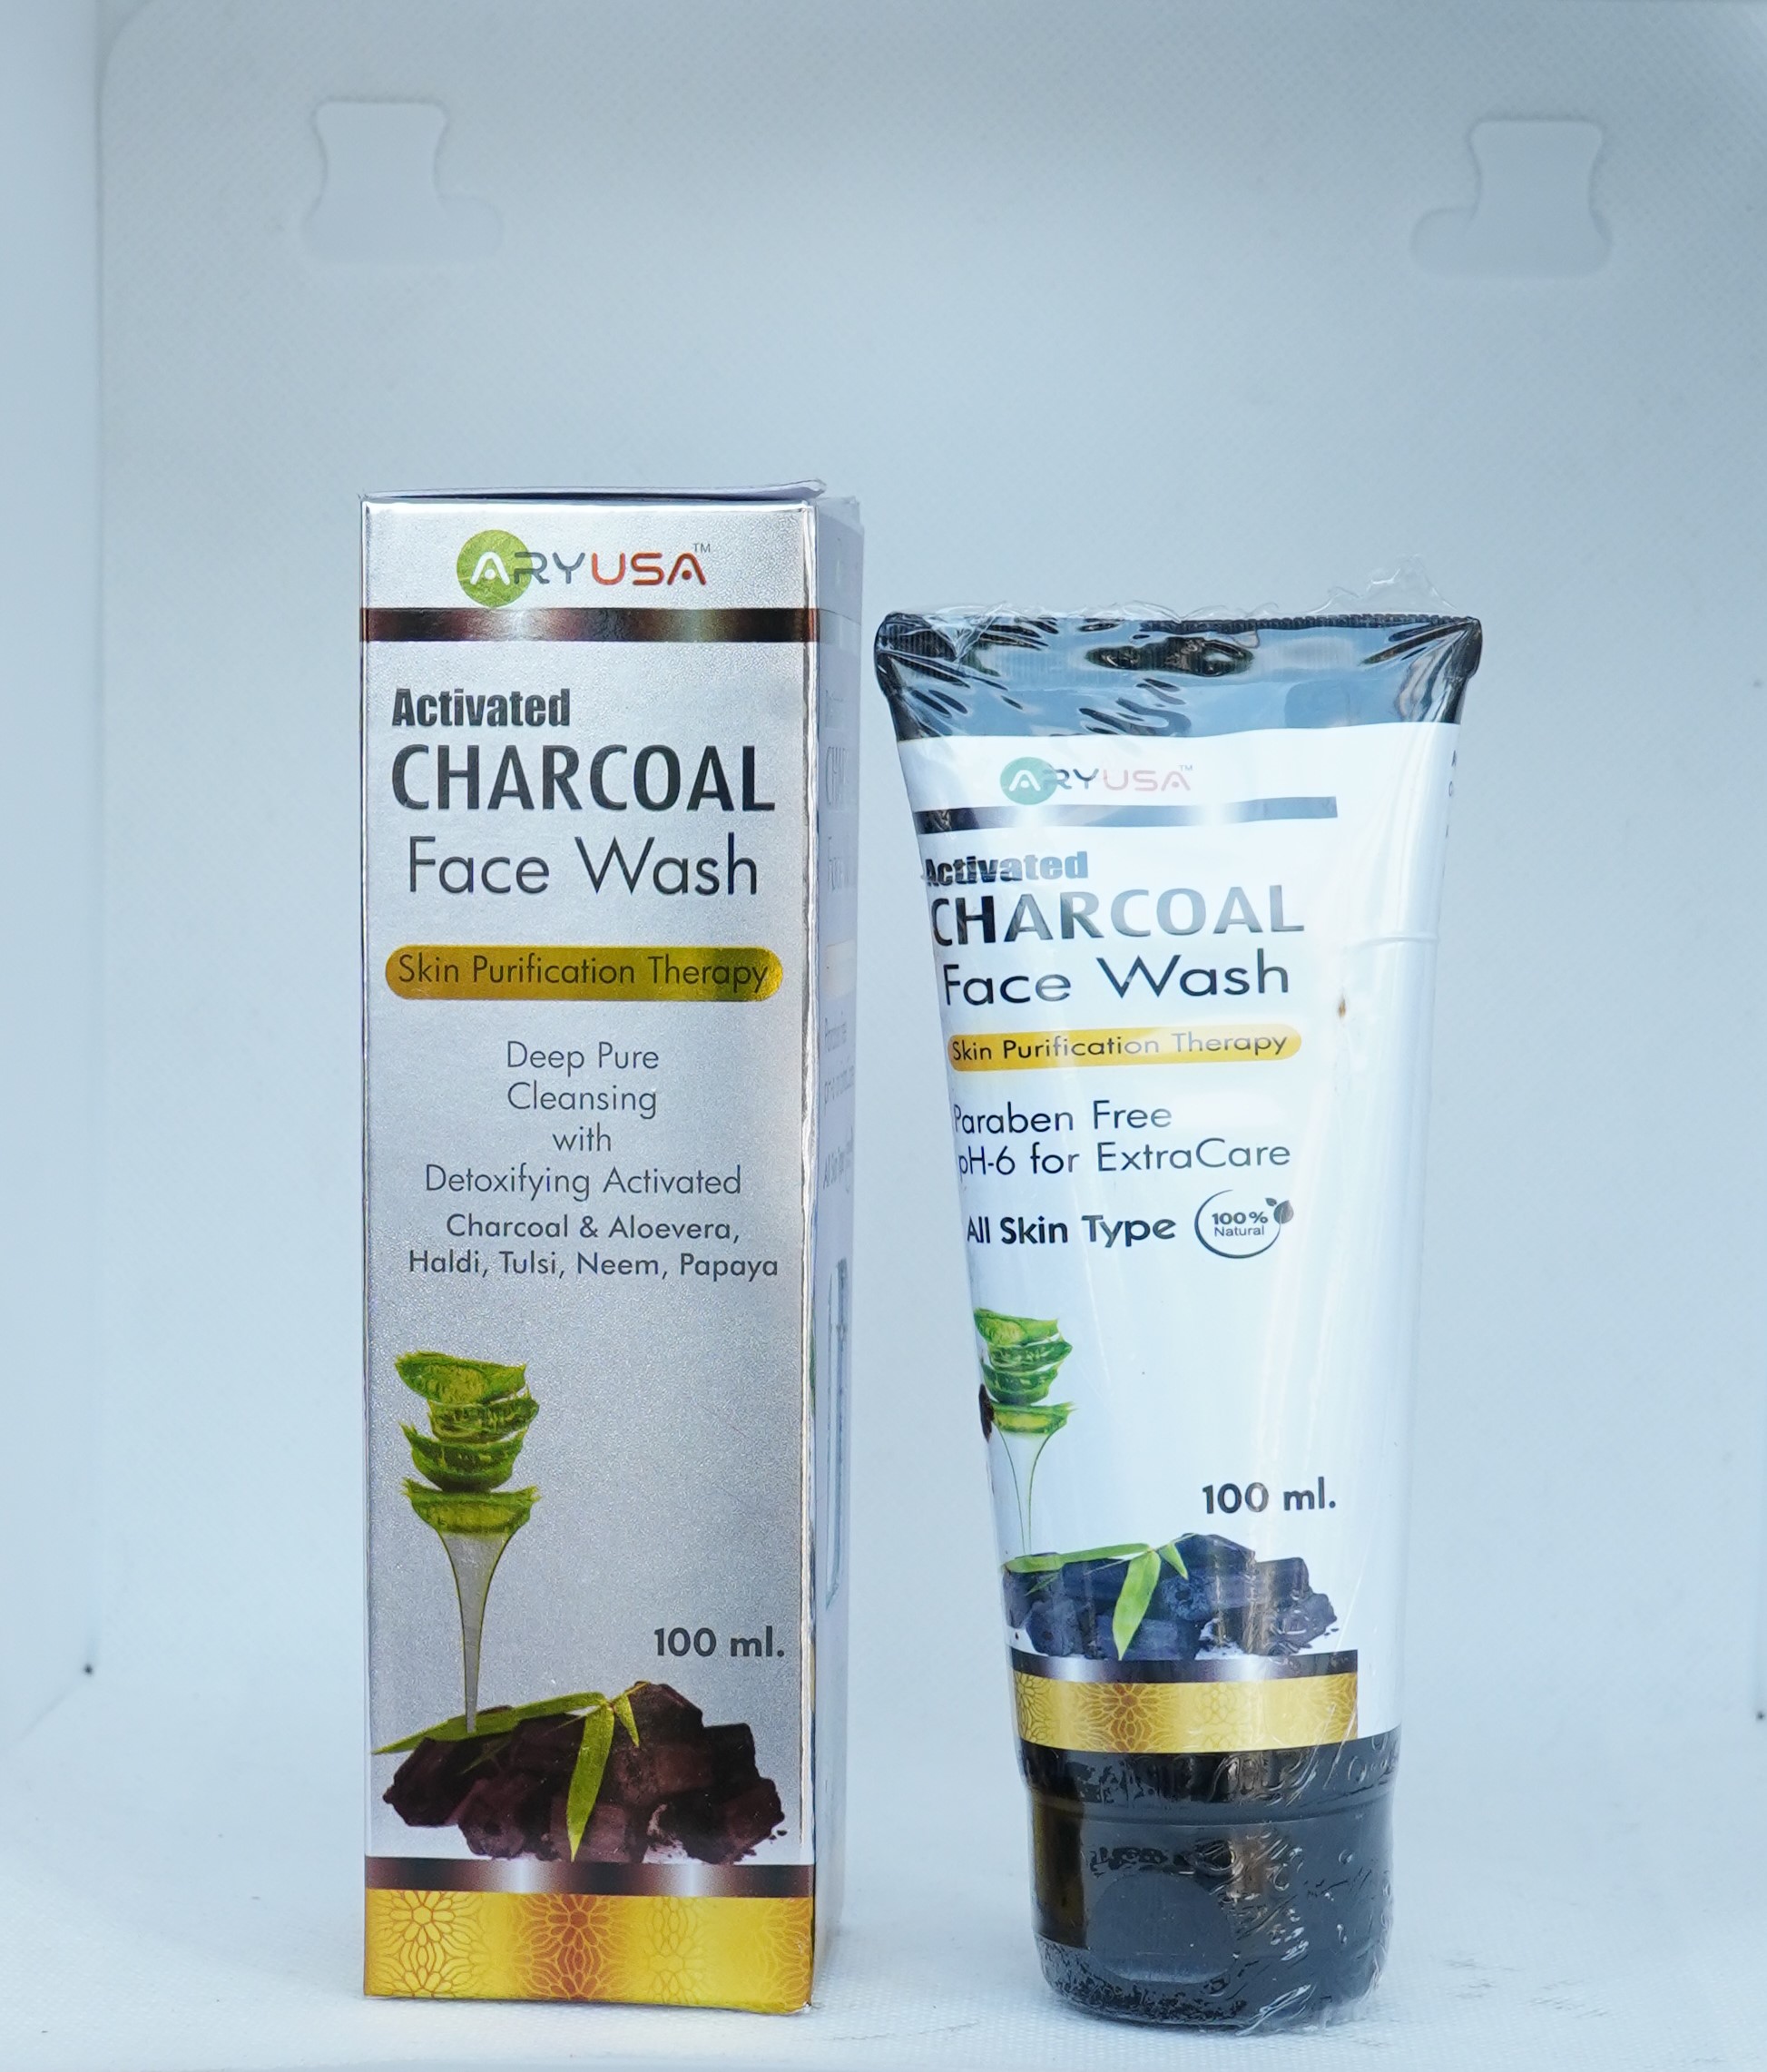 ARYUSA™
Activated
CHARCOAL
Face Wash
Skin Purification Therapy
Deep Pure
Cleansing
with
Detoxifying Activated
Charcoal & Aloevera,
Haldi, Tulsi, Neem, Papaya
100 ml.
ARYUSA™
Activated
CHARCOAL
Face Wash
Skin Purification Therapy
Paraben Free
pH-6 for ExtraCare
All Skin Type
100%
Natural
100 ml.